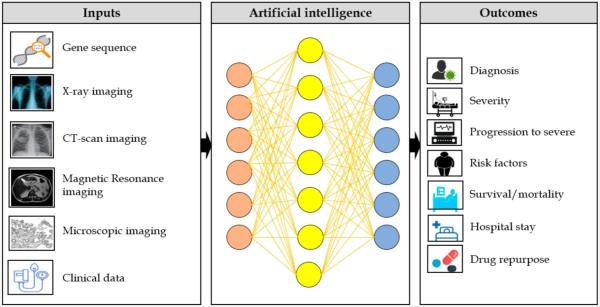 Inputs
Gene sequence
X-ray imaging
CT-scan imaging
Magnetic Resonance
imaging
Microscopic imaging
Clinical data
Artificial intelligence
Outcomes
Diagnosis
Severity
Progression to severe
Risk factors
Survival/mortality
Hospital stay
Drug repurpose